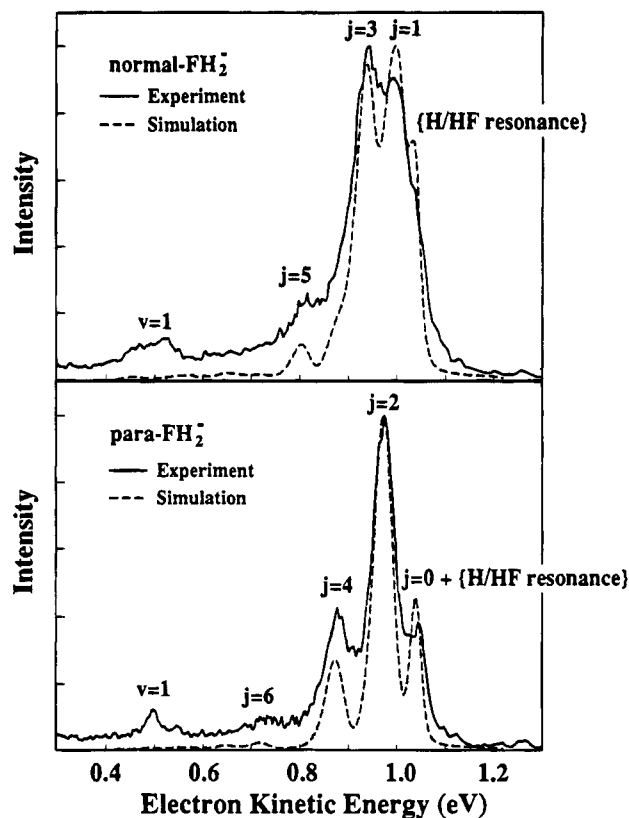 j=3
j=1
normal-FH₂⁻
Experiment
Simulation
{H/HF resonance}
j=5
v=1
Intensity
para-FH₂⁻
Experiment
Simulation
j=2
j=0 + {H/HF resonance}
j=4
j=6
v=1
Intensity
0.4 0.6 0.8 1.0 1.2
Electron Kinetic Energy (eV)